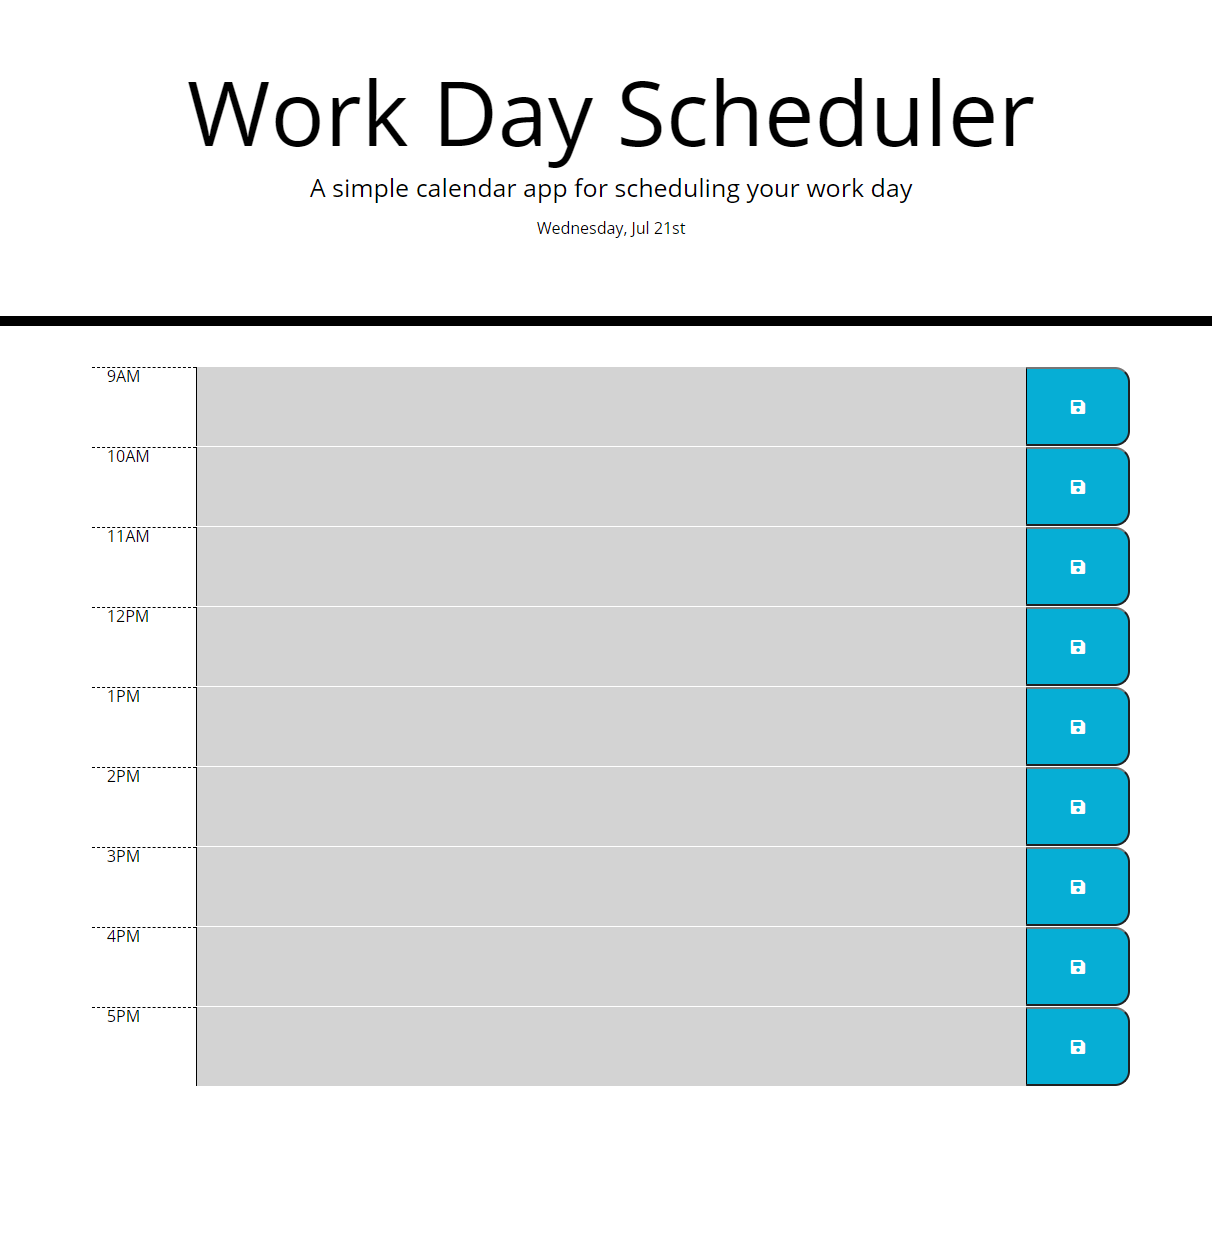 Work Day Scheduler
A simple calendar app for scheduling your work day
Wednesday, Jul 21st
9AM
10AM
11AM
12PM
1PM
2PM
3PM
4PM
5PM